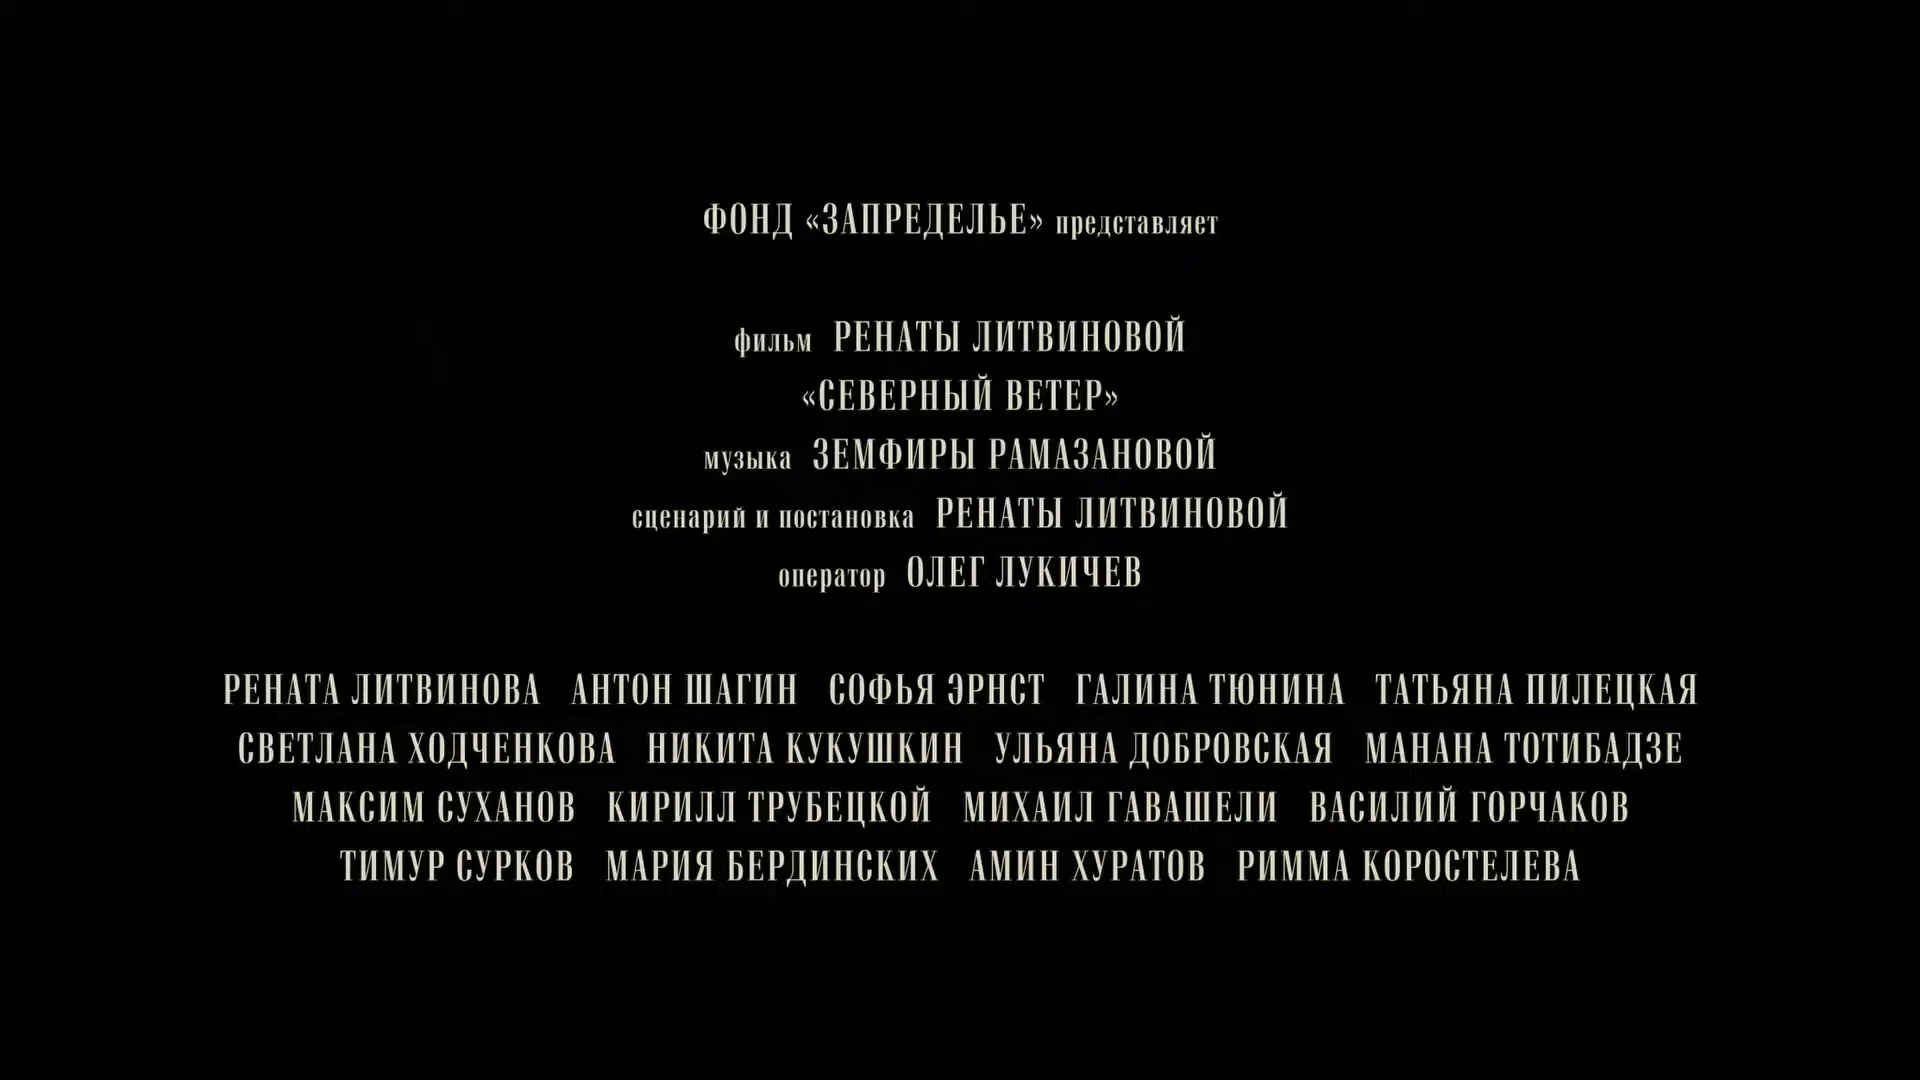 ФОНД «ЗАПРЕДЕЛЬЕ» представляет
фильм РЕНАТЫ ЛИТВИНОВОЙ
«СЕВЕРНЫЙ ВЕТЕР»
музыка ЗЕМФИРЫ РАМАЗАНОВОЙ
сценарий и постановка РЕНАТЫ ЛИТВИНОВОЙ
оператор ОЛЕГ ЛУКИЧЕВ
РЕНАТА ЛИТВИНОВА АНТОН ШАГИН СОФЬЯ ЭРНСТ ГАЛИНА ТЮНИНА ТАТЬЯНА ПИЛЕЦКАЯ
СВЕТЛАНА ХОДЧЕНКОВА НИКИТА КУКУШКИН УЛЬЯНА ДОБРОВСКАЯ МАНАНА ТОТИБАДЗЕ
МАКСИМ СУХАНОВ КИРИЛЛ ТРУБЕЦКОЙ МИХАИЛ ГАВАШЕЛИ ВАСИЛИЙ ГОРЧАКОВ
ТИМУР СУРКОВ МАРИЯ БЕРДИНСКИХ АМИН ХУРАТОВ РИММА КОРОСТЕЛЕВА